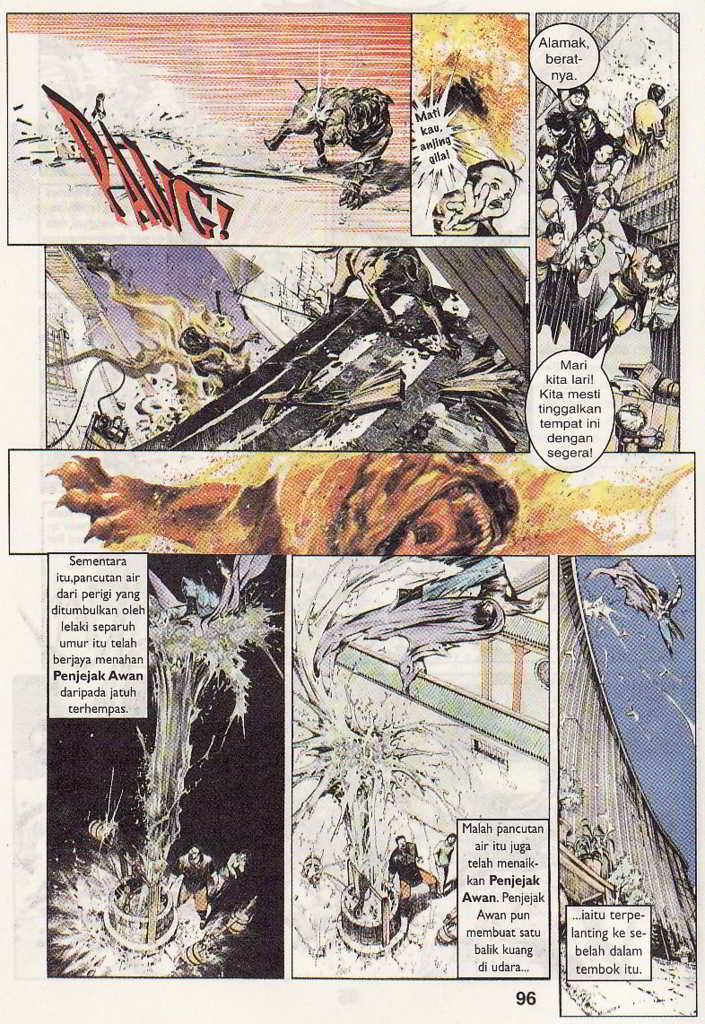 PANG!
Mati
kau,
anjing
gila!
Alamak,
berat-
nya.
Mari
kita lari!
Kita mesti
tinggalkan
tempat ini
dengan
segera!
Sementara
itu,pancutan air
dari perigi yang
ditumbulkan oleh
lelaki separuh
umur itu telah
berjaya menahan
Penjejak Awan
daripada jatuh
terhempas.
Malah pancutan
air itu juga
telah menaik-
kan Penjejak
Awan. Penjejak
Awan pun
membuat satu
balik kuang
di udara...
...iaitu terpe-
lanting ke se-
belah dalam
tembok itu.
96